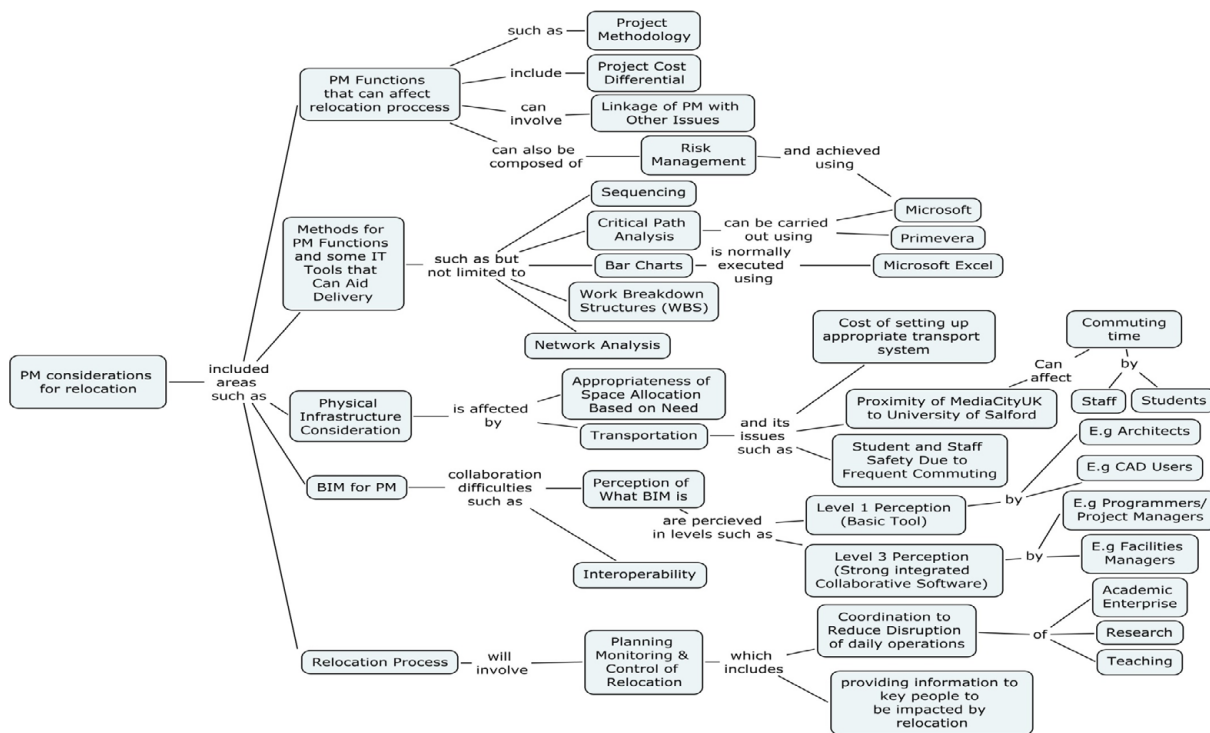 PM considerations
for relocation
included
areas
such as
PM Functions
that can affect
relocation proccess
such as
Project
Methodology
include
Project Cost
Differential
can
involve
Linkage of PM with
Other Issues
can also be
composed of
Risk
Management
and achieved
using
Microsoft
Methods for
PM Functions
and some IT
Tools that
Can Aid
Delivery
such as but
not limited to
Sequencing
Critical Path
Analysis
can be carried
out using
Primevera
Bar Charts
is normally
executed
using
Microsoft Excel
Work Breakdown
Structures (WBS)
Network Analysis
Physical
Infrastructure
Consideration
is affected
by
Appropriateness of
Space Allocation
Based on Need
Transportation
and its
issues
such as
Cost of setting up
appropriate transport
system
Proximity of MediaCityUK
to University of Salford
Can
affect
Commuting
time
by
Staff
Students
Student and Staff
Safety Due to
Frequent Commuting
BIM for PM
collaboration
difficulties
such as
Perception of
What BIM is
are percieved
in levels such as
Level 1 Perception
(Basic Tool)
by
E.g Architects
E.g CAD Users
Level 3 Perception
(Strong integrated
Collaborative Software)
by
E.g Programmers/
Project Managers
E.g Facilities
Managers
Interoperability
Relocation Process
will
involve
Planning
Monitoring &
Control of
Relocation
which
includes
Coordination to
Reduce Disruption
of daily operations
of
Academic
Enterprise
Research
Teaching
providing information to
key people to
be impacted by
relocation